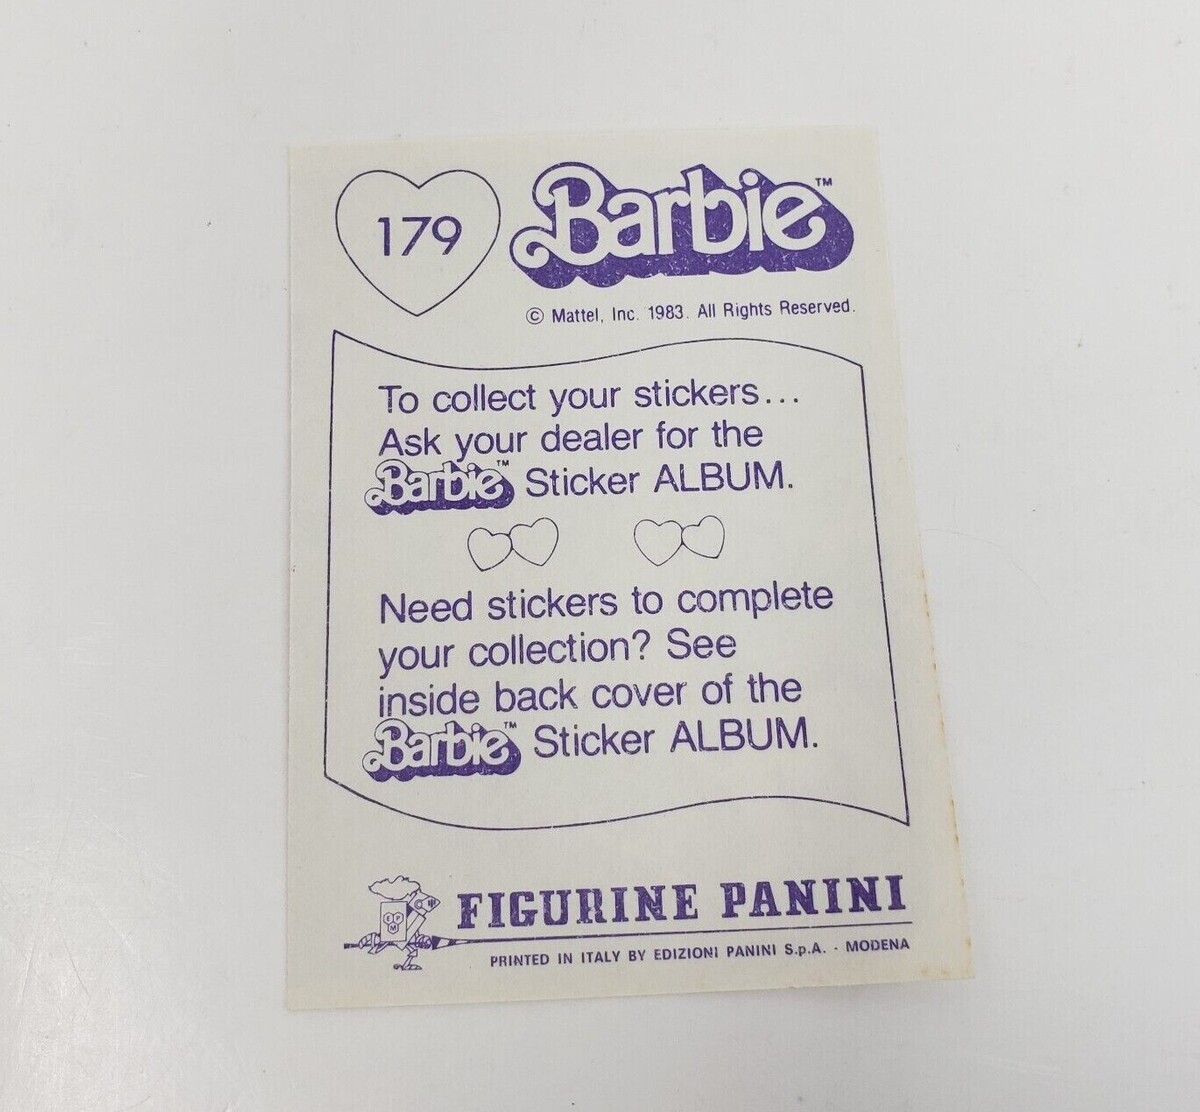 179
Barbie™
© Mattel, Inc. 1983. All Rights Reserved.
To collect your stickers...
Ask your dealer for the
Barbie™ Sticker ALBUM.
Need stickers to complete
your collection? See
inside back cover of the
Barbie™ Sticker ALBUM.
EPM
FIGURINE PANINI
PRINTED IN ITALY BY EDIZIONI PANINI S.p.A. - MODENA